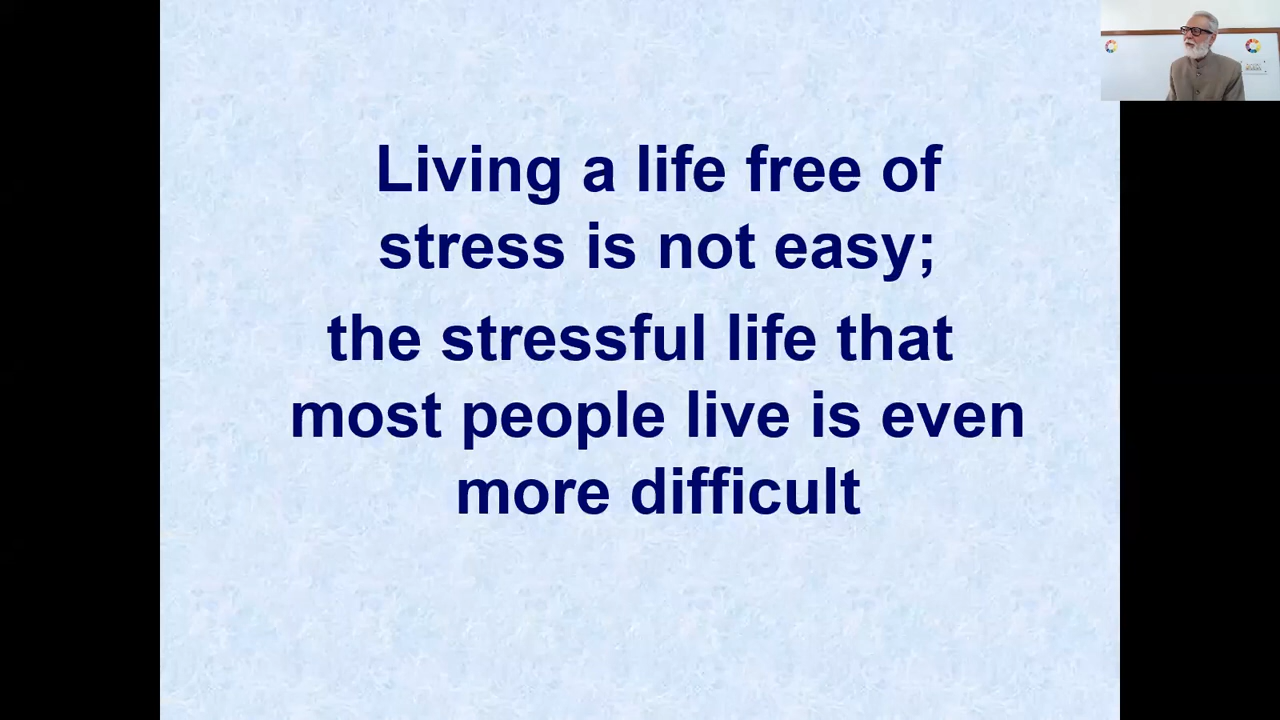 Living a life free of
stress is not easy;
the stressful life that
most people live is even
more difficult